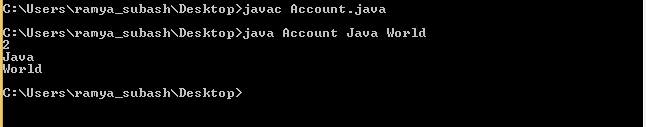 C:\Users\ramya_subash\Desktop>javac Account.java
C:\Users\ramya_subash\Desktop>java Account Java World
2
Java
World
C:\Users\ramya_subash\Desktop>